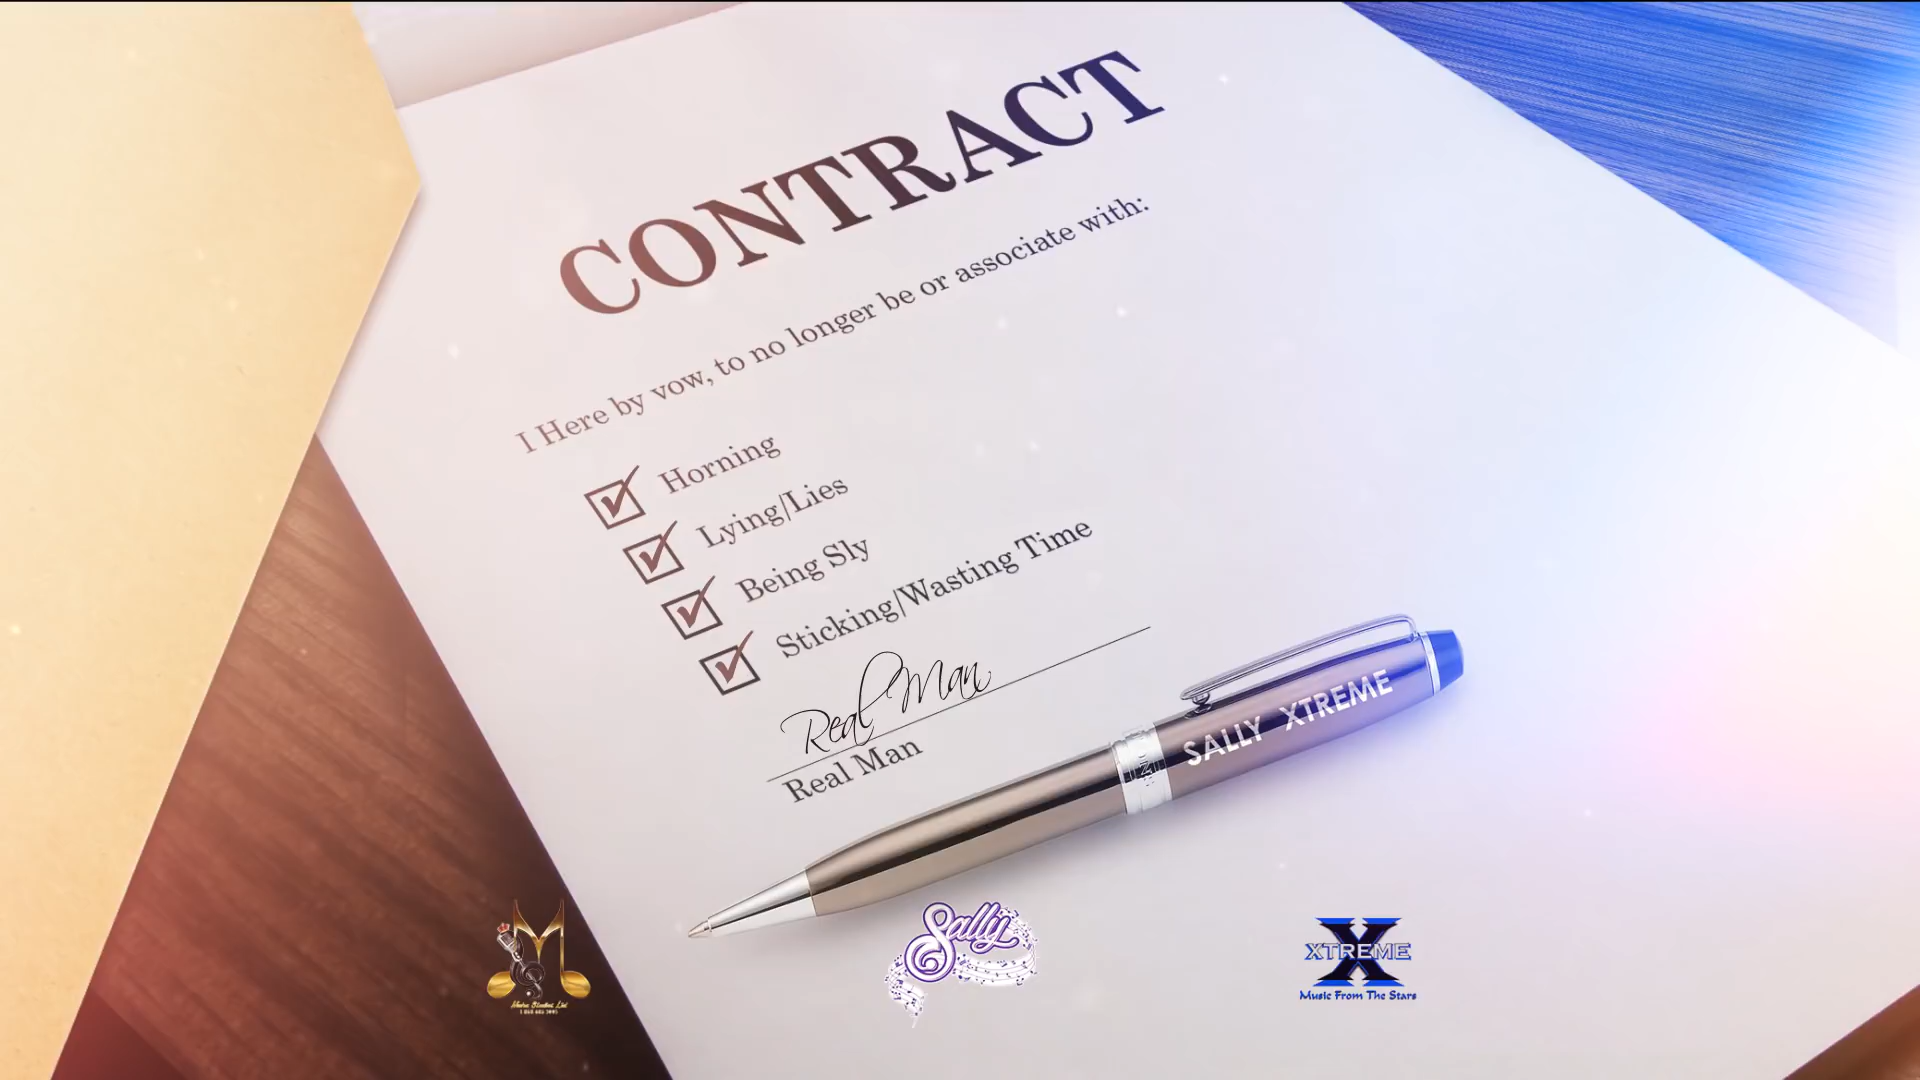 CONTRACT
I Here by vow, to no longer be or associate with:
Horning
Lying/Lies
Being Sly
Sticking/Wasting Time
Real Man
Real Man
SALLY XTREME
Sally
XTREME
Music From The Stars